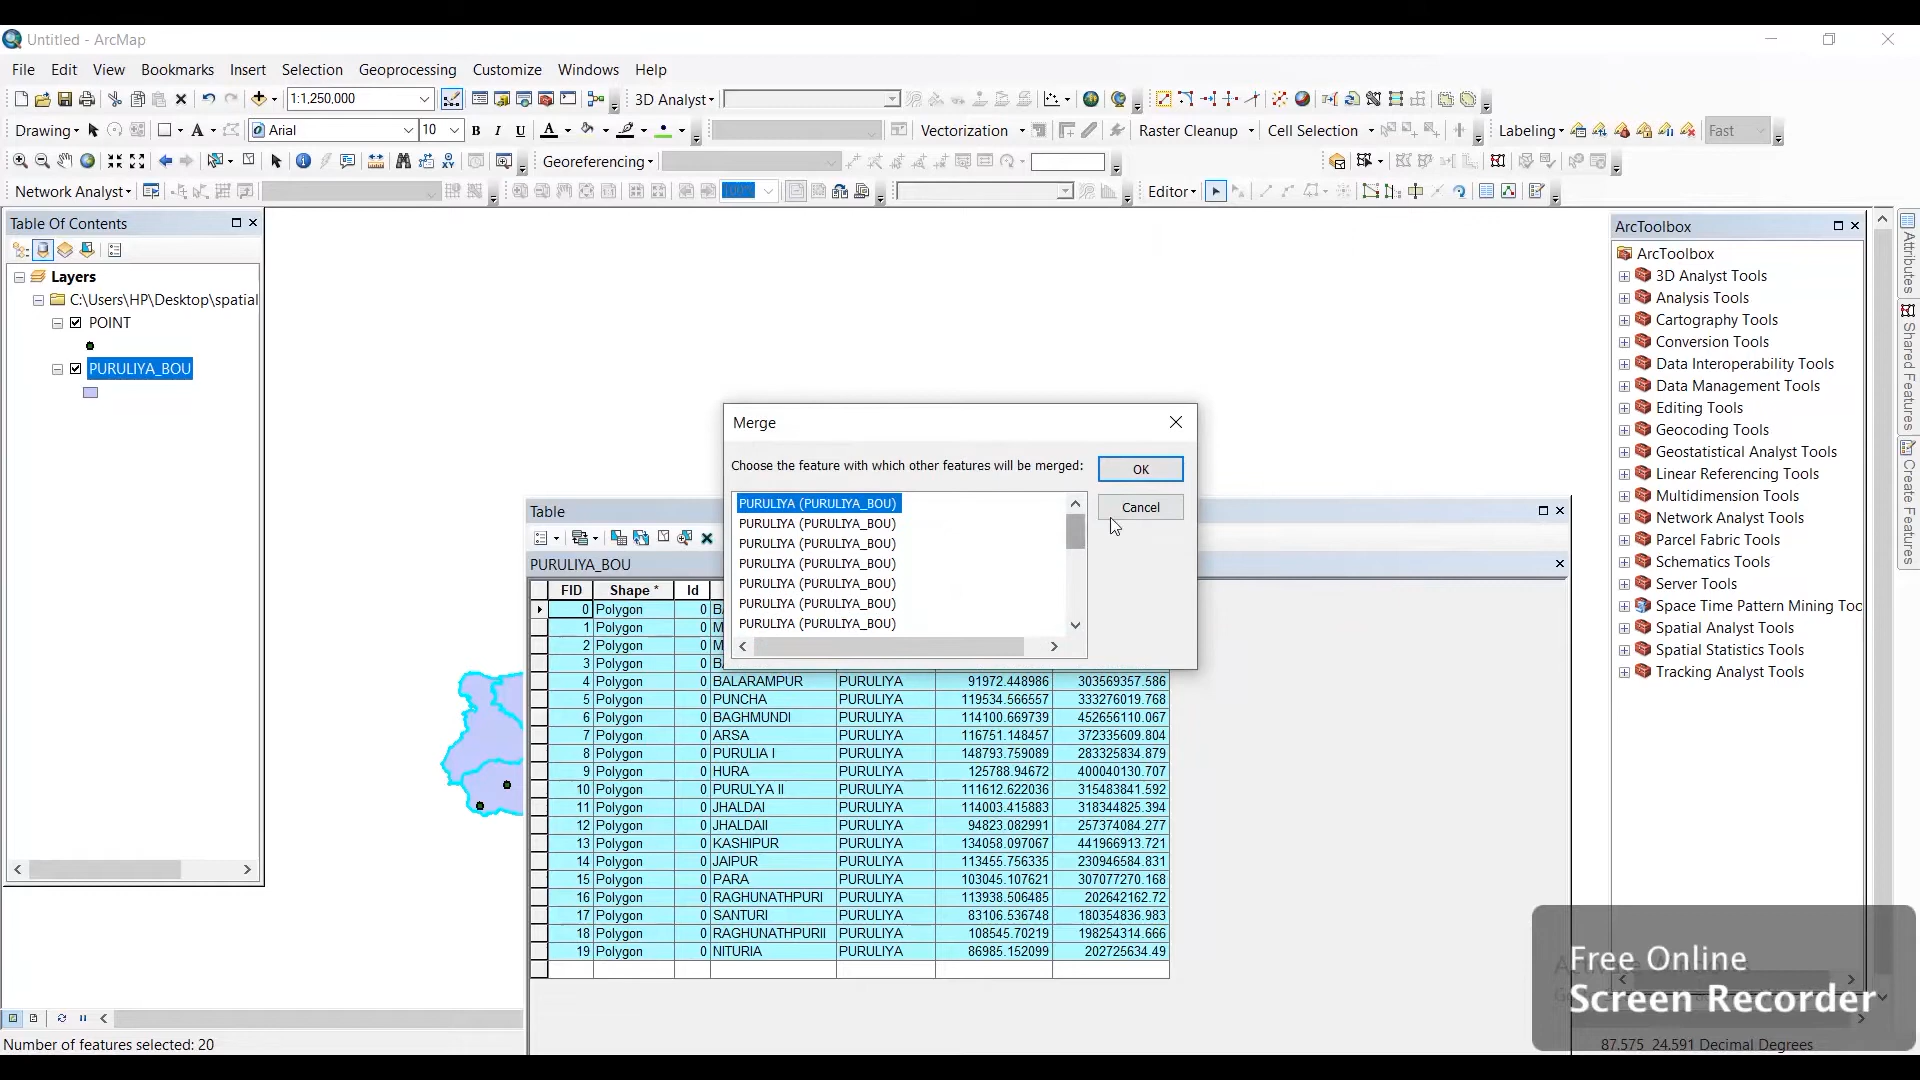 Untitled - ArcMap
File Edit View Bookmarks Insert Selection Geoprocessing Customize Windows Help
1:1,250,000 3D Analyst
Drawing A Arial 10 B I U A Vectorization Raster Cleanup Cell Selection Labeling Fast
Georeferencing
Network Analyst 100% Editor
Table Of Contents
Layers
C:\Users\HP\Desktop\spatial
POINT
PURULIYA_BOU
Merge
Choose the feature with which other features will be merged:
OK
Cancel
PURULIYA (PURULIYA_BOU)
PURULIYA (PURULIYA_BOU)
PURULIYA (PURULIYA_BOU)
PURULIYA (PURULIYA_BOU)
PURULIYA (PURULIYA_BOU)
PURULIYA (PURULIYA_BOU)
PURULIYA (PURULIYA_BOU)
Table
PURULIYA_BOU
FID Shape * Id
0 Polygon 0 BA
1 Polygon 0 M
2 Polygon 0 M
3 Polygon 0 BA
4 Polygon 0 BALARAMPUR PURULIYA 91972.448986 303569357.586
5 Polygon 0 PUNCHA PURULIYA 119534.566557 333276019.768
6 Polygon 0 BAGHMUNDI PURULIYA 114100.669739 452656110.067
7 Polygon 0 ARSA PURULIYA 116751.148457 372335609.804
8 Polygon 0 PURULIA I PURULIYA 148793.759089 283325834.879
9 Polygon 0 HURA PURULIYA 125788.94672 400040130.707
10 Polygon 0 PURULYA II PURULIYA 111612.622036 315483841.592
11 Polygon 0 JHALDAI PURULIYA 114003.415883 318344825.394
12 Polygon 0 JHALDAII PURULIYA 94823.082991 257374084.277
13 Polygon 0 KASHIPUR PURULIYA 134058.097067 441966913.721
14 Polygon 0 JAIPUR PURULIYA 113455.756335 230946584.831
15 Polygon 0 PARA PURULIYA 103045.107621 307077270.168
16 Polygon 0 RAGHUNATHPURI PURULIYA 113938.506485 202642162.72
17 Polygon 0 SANTURI PURULIYA 83106.536748 180354836.983
18 Polygon 0 RAGHUNATHPURII PURULIYA 108545.70219 198254314.666
19 Polygon 0 NITURIA PURULIYA 86985.152099 202725634.49
ArcToolbox
ArcToolbox
3D Analyst Tools
Analysis Tools
Cartography Tools
Conversion Tools
Data Interoperability Tools
Data Management Tools
Editing Tools
Geocoding Tools
Geostatistical Analyst Tools
Linear Referencing Tools
Multidimension Tools
Network Analyst Tools
Parcel Fabric Tools
Schematics Tools
Server Tools
Space Time Pattern Mining Too
Spatial Analyst Tools
Spatial Statistics Tools
Tracking Analyst Tools
Attributes
Shared Features
Create Features
Free Online
Screen Recorder
Number of features selected: 20
87.575 24.591 Decimal Degrees